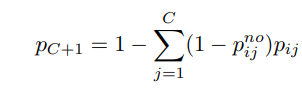 $p_{C+1} = 1 - \sum_{j=1}^{C} (1 - p_{ij}^{no}) p_{ij}$